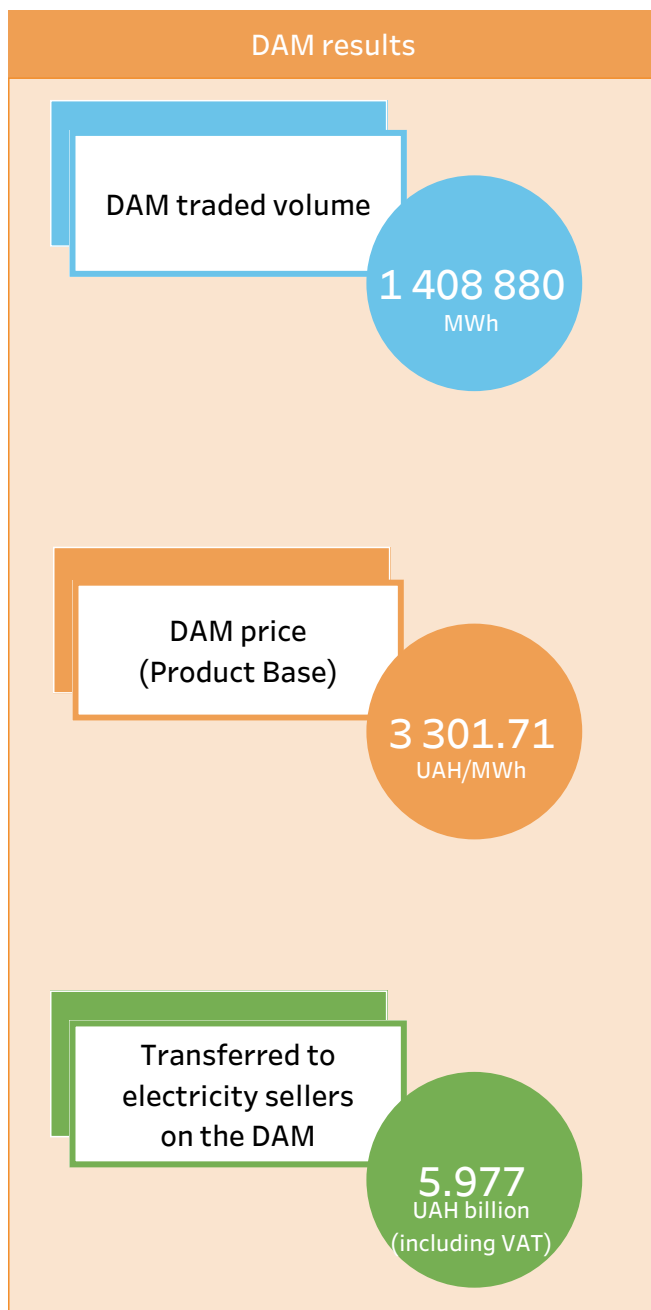 DAM results
DAM traded volume
1 408 880
MWh
DAM price
(Product Base)
3 301.71
UAH/MWh
Transferred to
electricity sellers
on the DAM
5.977
UAH billion
(including VAT)